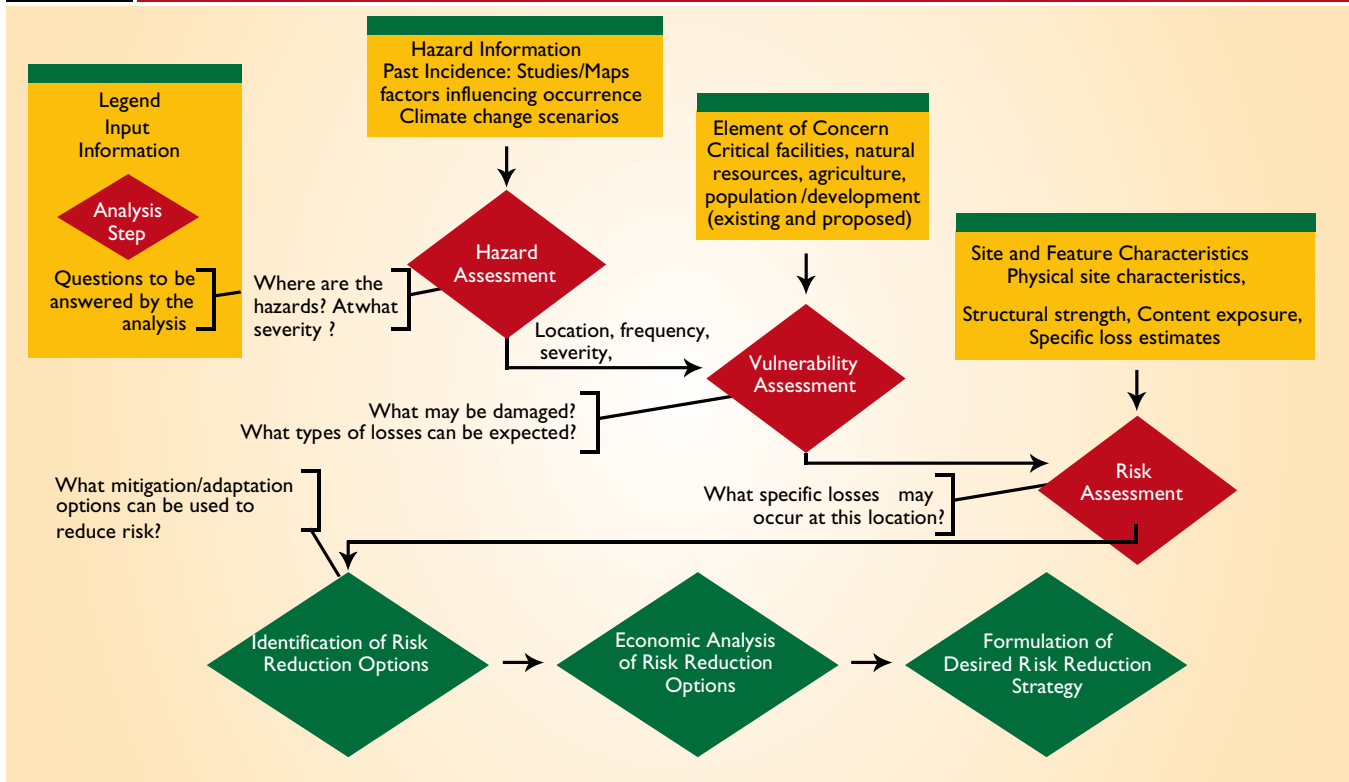 Hazard Information
Past Incidence: Studies/Maps
factors influencing occurrence
Climate change scenarios
Legend
Input
Information
Analysis
Step
Questions to be
answered by the
analysis
Element of Concern
Critical facilities, natural
resources, agriculture,
population/development
(existing and proposed)
Hazard
Assessment
Where are the
hazards? Atwhat
severity ?
Site and Feature Characteristics
Physical site characteristics,
Structural strength, Content exposure,
Specific loss estimates
Location, frequency,
severity,
Vulnerability
Assessment
What may be damaged?
What types of losses can be expected?
Risk
Assessment
What specific losses may
occur at this location?
What mitigation/adaptation
options can be used to
reduce risk?
Identification of Risk
Reduction Options
Economic Analysis
of Risk Reduction
Options
Formulation of
Desired Risk Reduction
Strategy